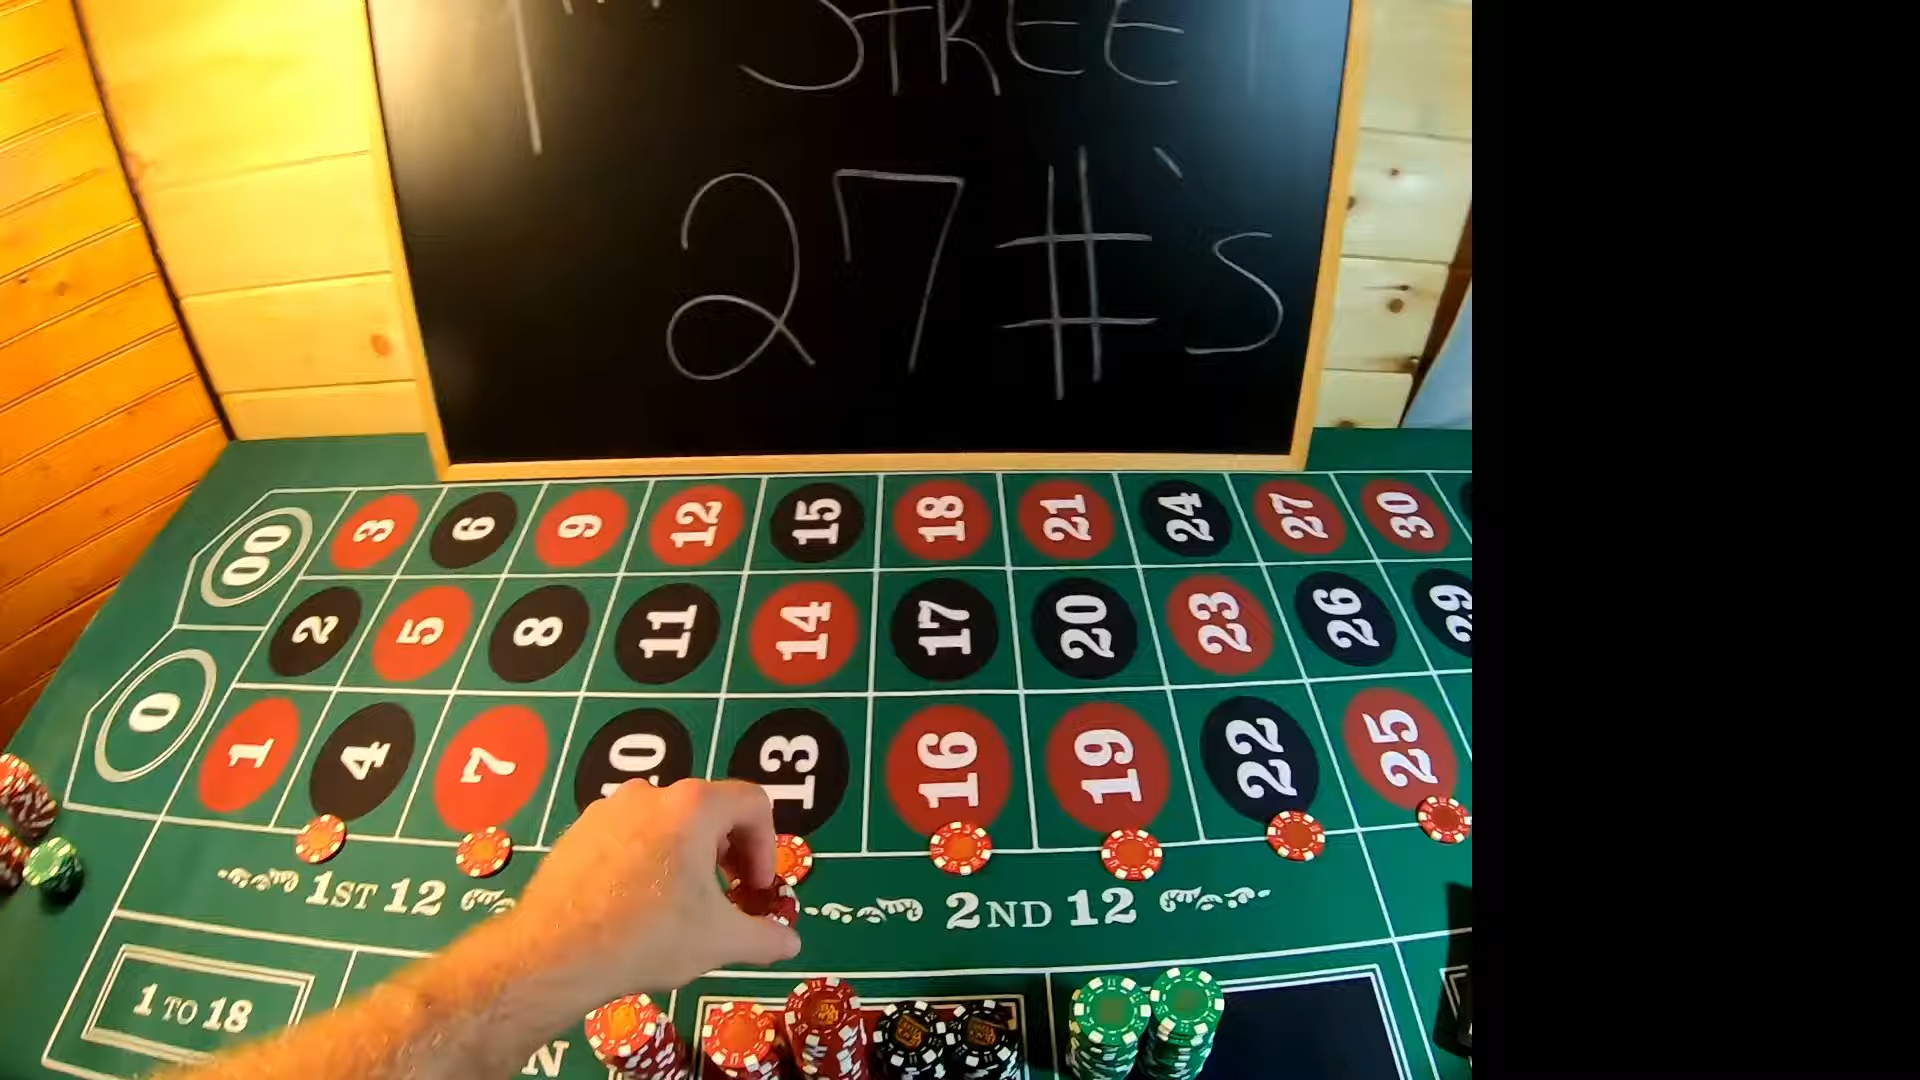 STREET
27 #'s
3 6 9 12 15 18 21 24 27 30
00
2 5 8 11 14 17 20 23 26 29
0
1 4 7 10 13 16 19 22 25
1ST 12
2ND 12
1 TO 18